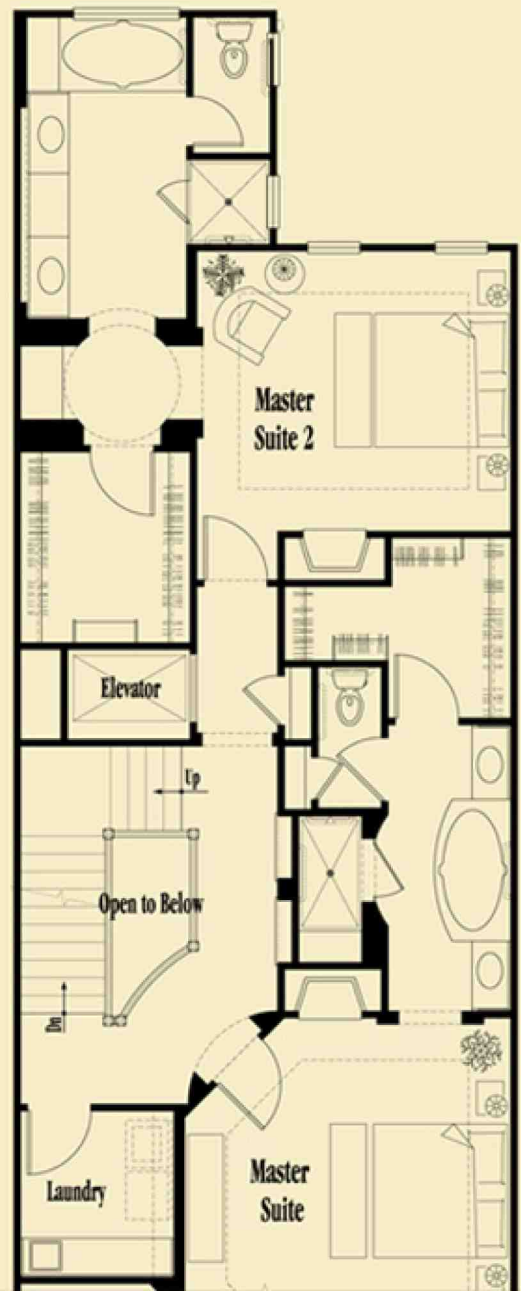 Master
Suite 2
Elevator
Up
Open to Below
Dn
Laundry
Master
Suite